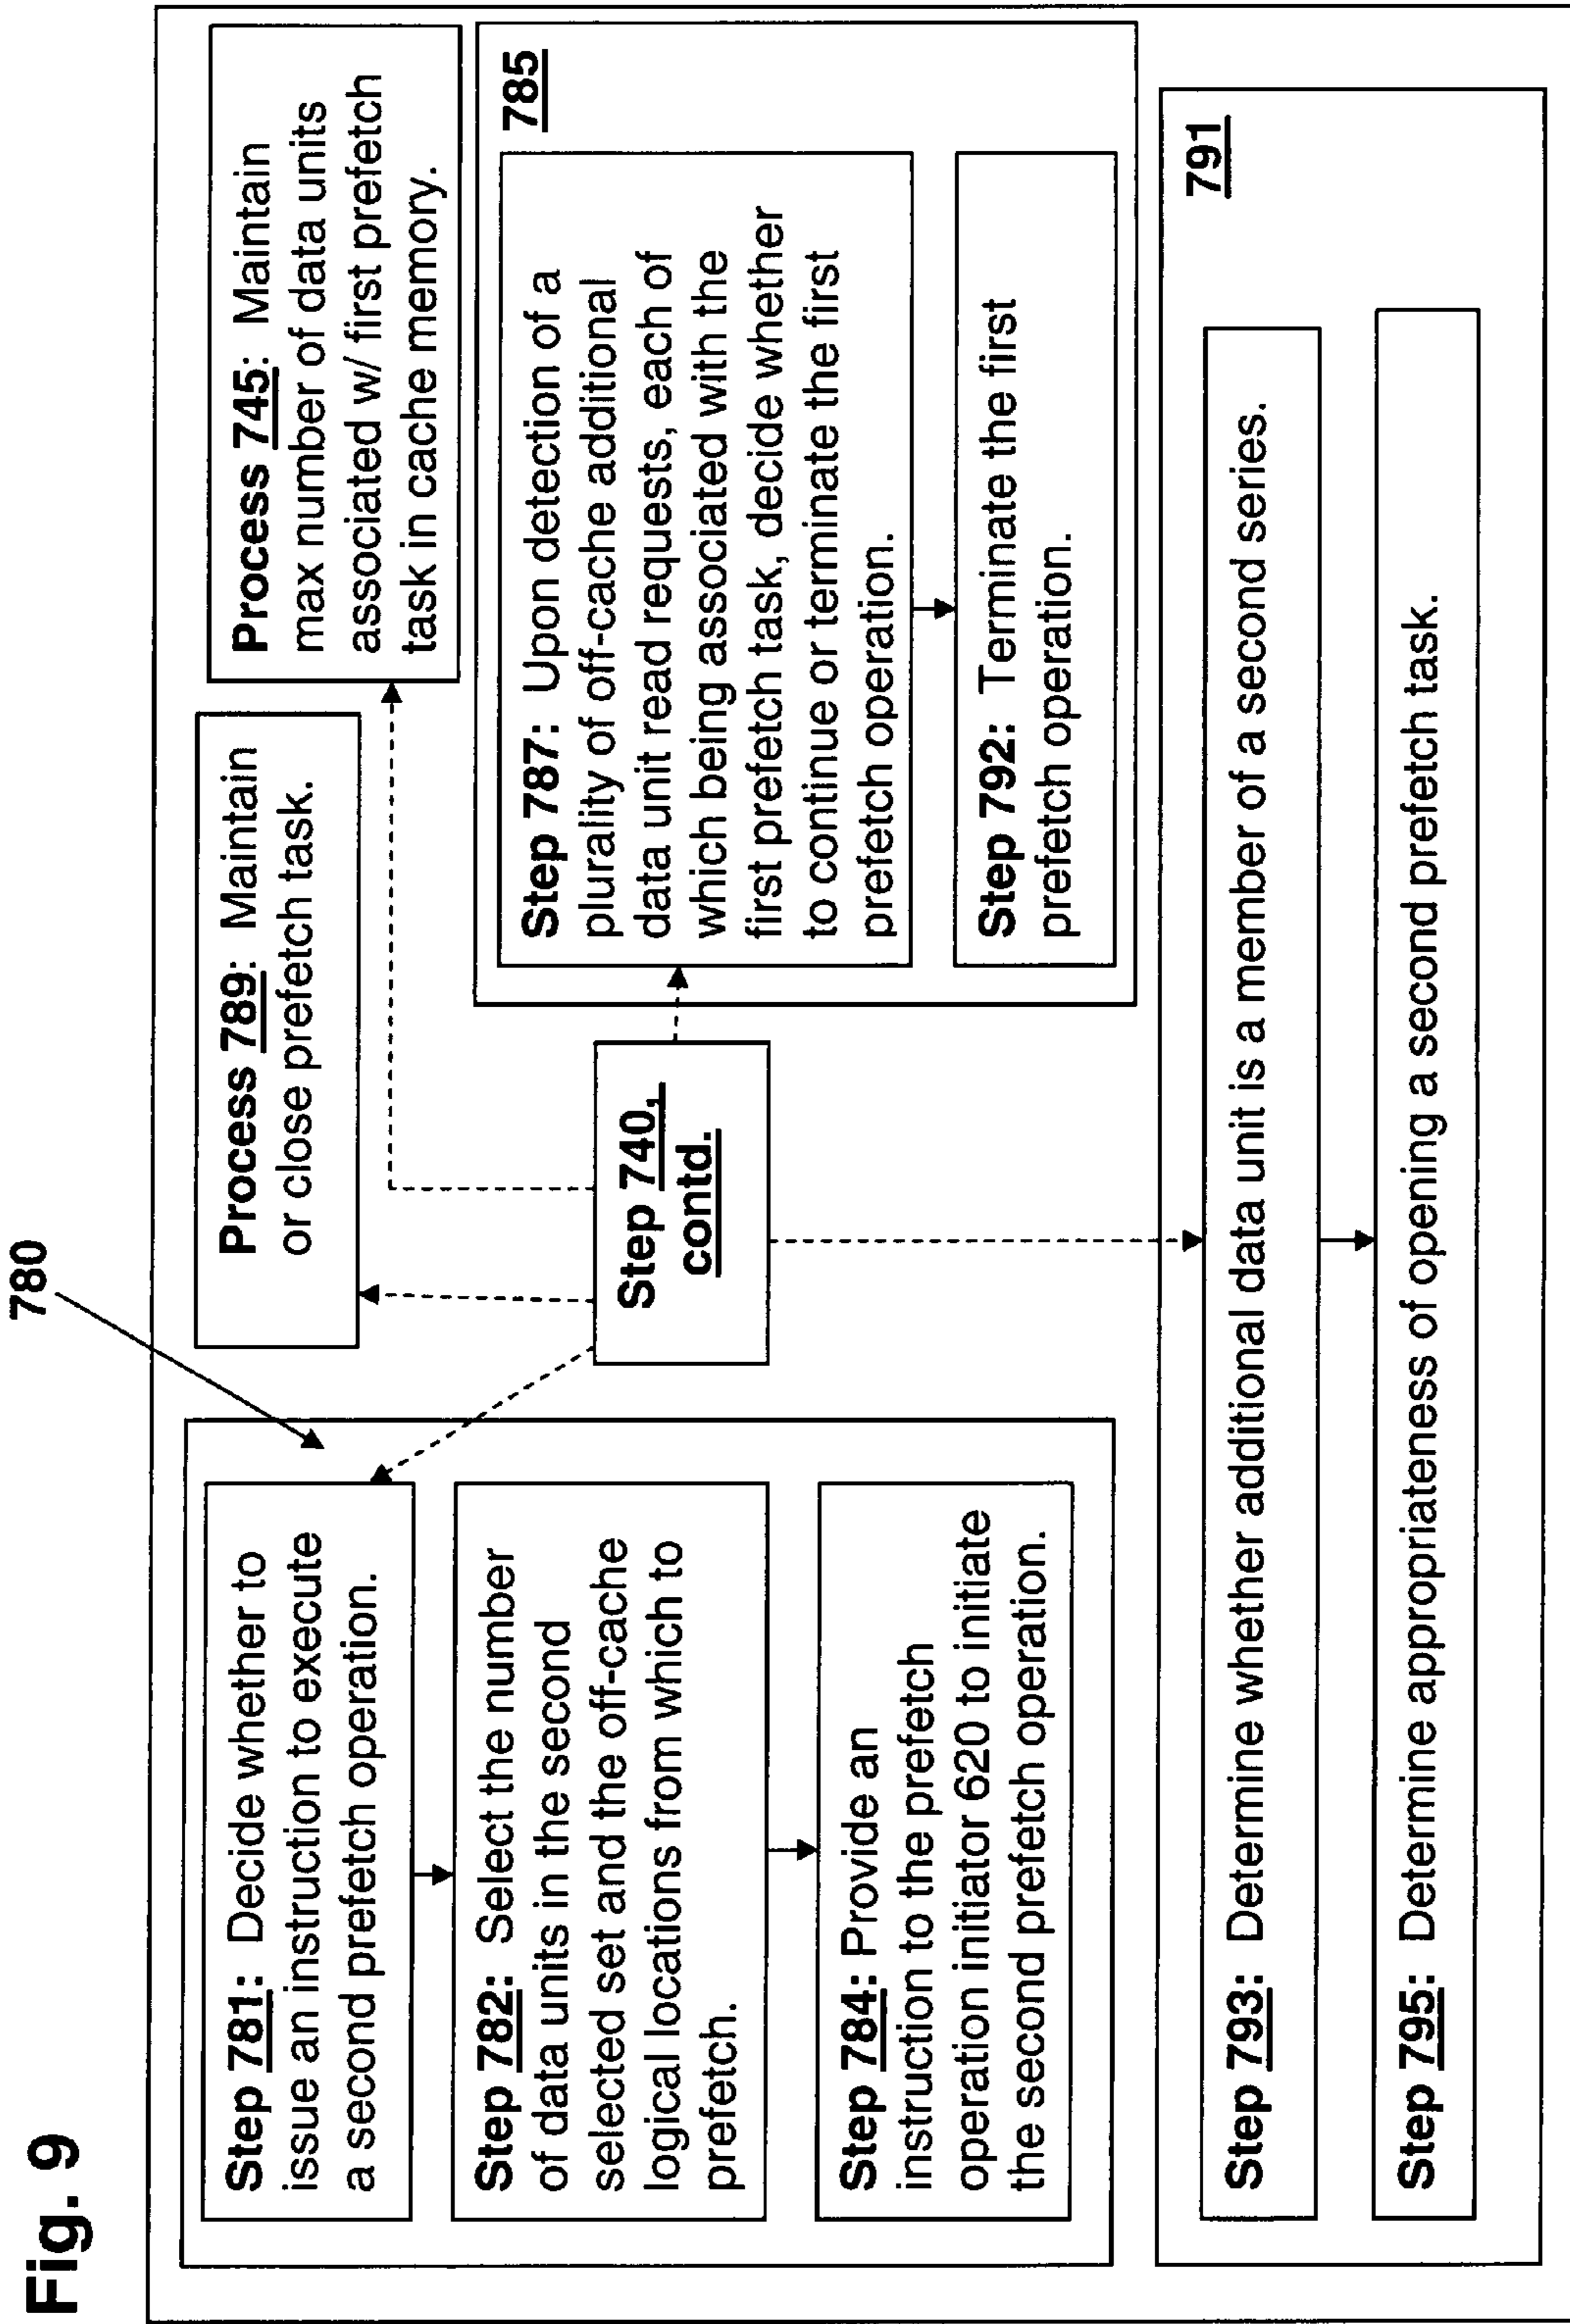 Fig. 9
780
Step 781: Decide whether to
issue an instruction to execute
a second prefetch operation.
Step 782: Select the number
of data units in the second
selected set and the off-cache
logical locations from which to
prefetch.
Step 784: Provide an
instruction to the prefetch
operation initiator 620 to initiate
the second prefetch operation.
Process 789: Maintain
or close prefetch task.
Step 740,
contd.
Process 745: Maintain
max number of data units
associated w/ first prefetch
task in cache memory.
785
Step 787: Upon detection of a
plurality of off-cache additional
data unit read requests, each of
which being associated with the
first prefetch task, decide whether
to continue or terminate the first
prefetch operation.
Step 792: Terminate the first
prefetch operation.
791
Step 793: Determine whether additional data unit is a member of a second series.
Step 795: Determine appropriateness of opening a second prefetch task.